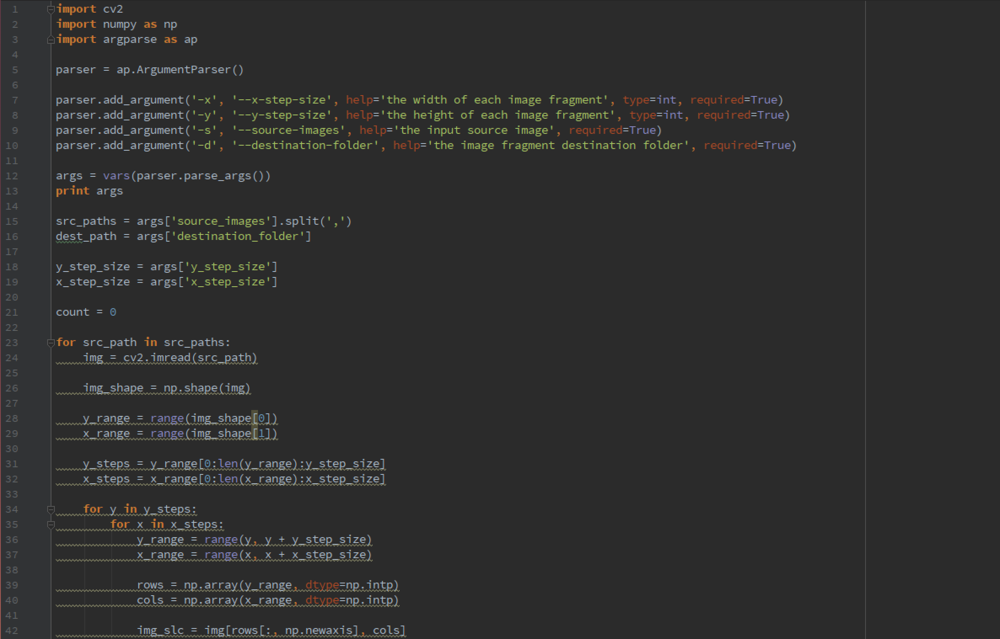 1 import cv2
2 import numpy as np
3 import argparse as ap
4
5 parser = ap.ArgumentParser()
6
7 parser.add_argument('-x', '--x-step-size', help='the width of each image fragment', type=int, required=True)
8 parser.add_argument('-y', '--y-step-size', help='the height of each image fragment', type=int, required=True)
9 parser.add_argument('-s', '--source-images', help='the input source image', required=True)
10 parser.add_argument('-d', '--destination-folder', help='the image fragment destination folder', required=True)
11
12 args = vars(parser.parse_args())
13 print args
14
15 src_paths = args['source_images'].split(',')
16 dest_path = args['destination_folder']
17
18 y_step_size = args['y_step_size']
19 x_step_size = args['x_step_size']
20
21 count = 0
22
23 for src_path in src_paths:
24     img = cv2.imread(src_path)
25
26     img_shape = np.shape(img)
27
28     y_range = range(img_shape[0])
29     x_range = range(img_shape[1])
30
31     y_steps = y_range[0:len(y_range):y_step_size]
32     x_steps = x_range[0:len(x_range):x_step_size]
33
34     for y in y_steps:
35         for x in x_steps:
36             y_range = range(y, y + y_step_size)
37             x_range = range(x, x + x_step_size)
38
39             rows = np.array(y_range, dtype=np.intp)
40             cols = np.array(x_range, dtype=np.intp)
41
42             img_slc = img[rows[:, np.newaxis], cols]